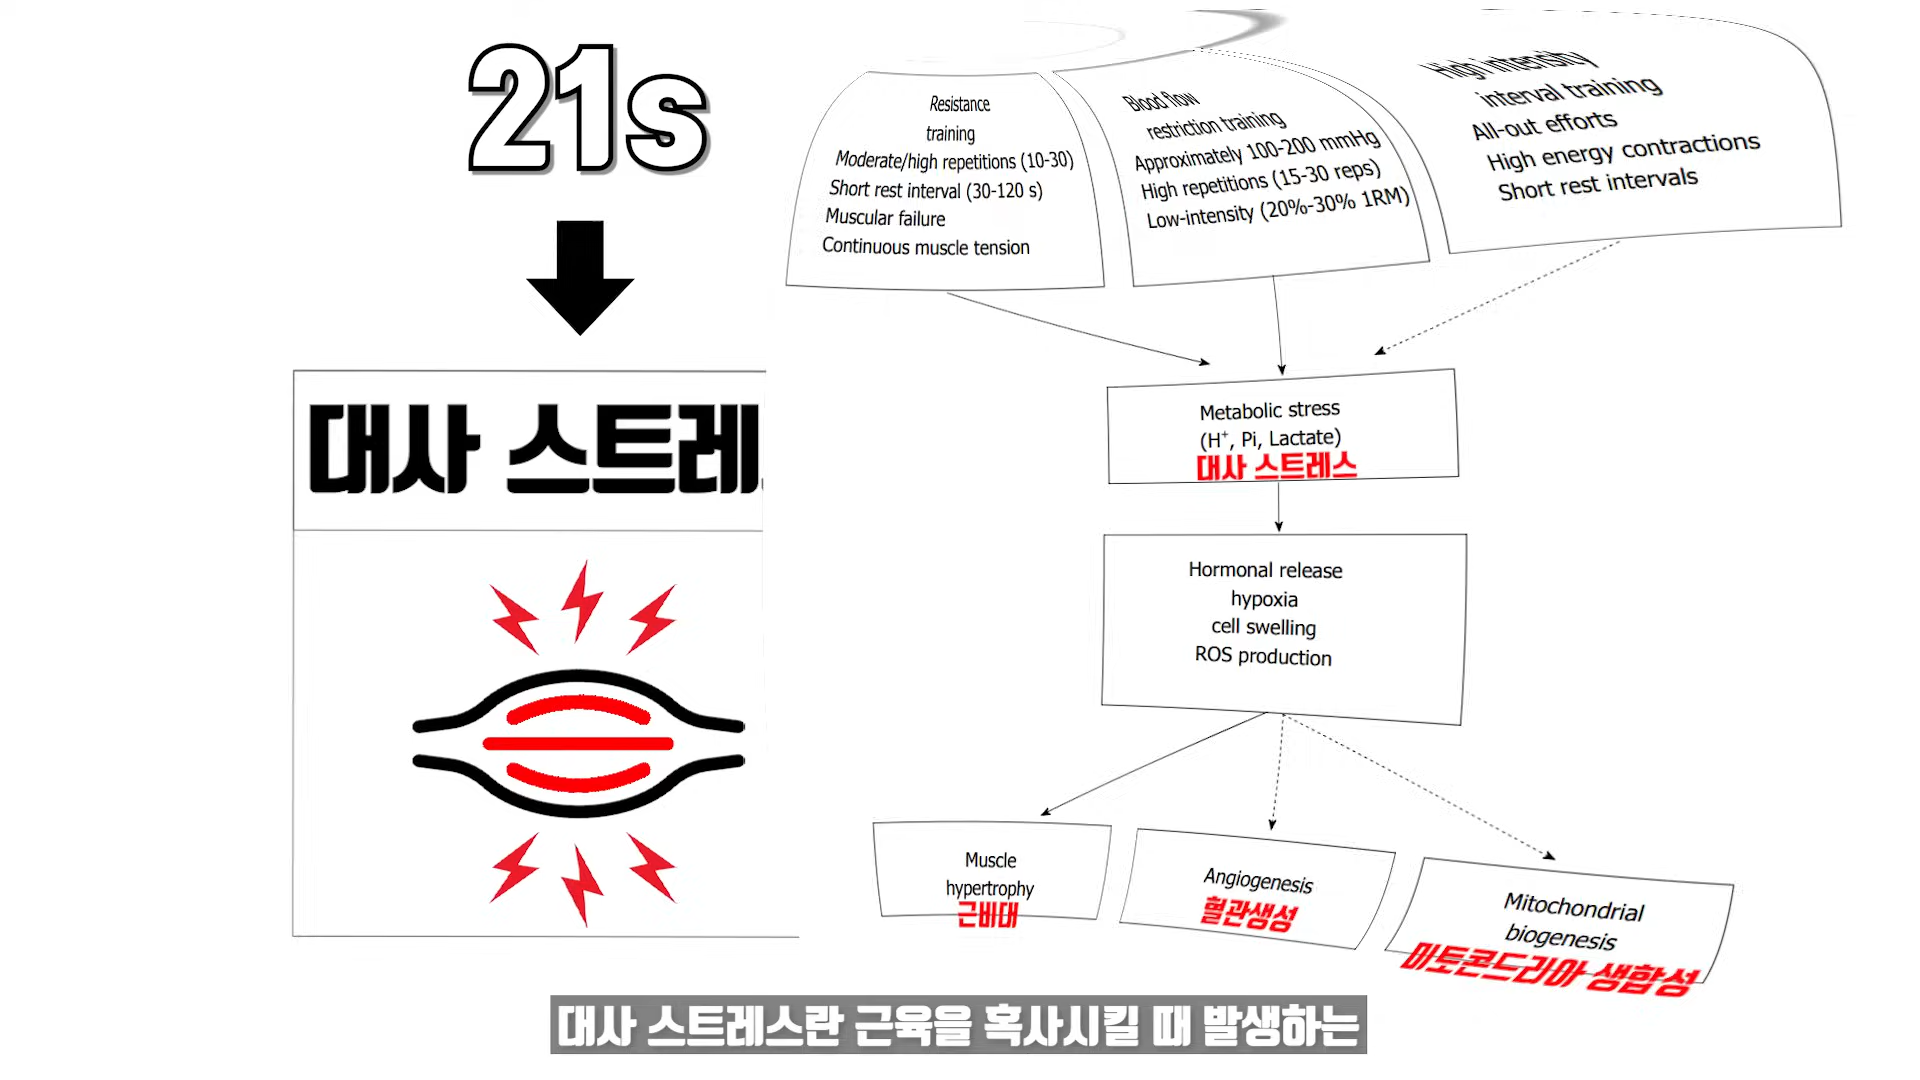 21s
대사 스트레
Resistance
training
Moderate/high repetitions (10-30)
Short rest interval (30-120 s)
Muscular failure
Continuous muscle tension
Blood flow
restriction training
Approximately 100-200 mmHg
High repetitions (15-30 reps)
Low-intensity (20%-30% 1RM)
High intensity
interval training
All-out efforts
High energy contractions
Short rest intervals
Metabolic stress
(H⁺, Pi, Lactate)
대사 스트레스
Hormonal release
hypoxia
cell swelling
ROS production
Muscle
hypertrophy
근비대
Angiogenesis
혈관생성
Mitochondrial
biogenesis
미토콘드리아 생합성
대사 스트레스란 근육을 혹사시킬 때 발생하는